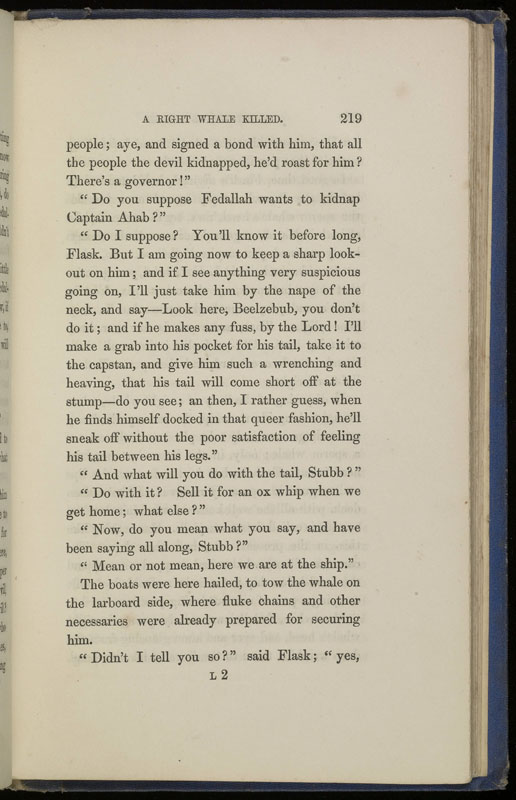 A RIGHT WHALE KILLED. 219
people; aye, and signed a bond with him, that all
the people the devil kidnapped, he'd roast for him?
There's a governor!"
"Do you suppose Fedallah wants to kidnap
Captain Ahab?"
"Do I suppose? You'll know it before long,
Flask. But I am going now to keep a sharp look-
out on him; and if I see anything very suspicious
going on, I'll just take him by the nape of the
neck, and say—Look here, Beelzebub, you don't
do it; and if he makes any fuss, by the Lord! I'll
make a grab into his pocket for his tail, take it to
the capstan, and give him such a wrenching and
heaving, that his tail will come short off at the
stump—do you see; an then, I rather guess, when
he finds himself docked in that queer fashion, he'll
sneak off without the poor satisfaction of feeling
his tail between his legs."
"And what will you do with the tail, Stubb?"
"Do with it? Sell it for an ox whip when we
get home; what else?"
"Now, do you mean what you say, and have
been saying all along, Stubb?"
"Mean or not mean, here we are at the ship."
The boats were here hailed, to tow the whale on
the larboard side, where fluke chains and other
necessaries were already prepared for securing
him.
"Didn't I tell you so?" said Flask; "yes,
L 2